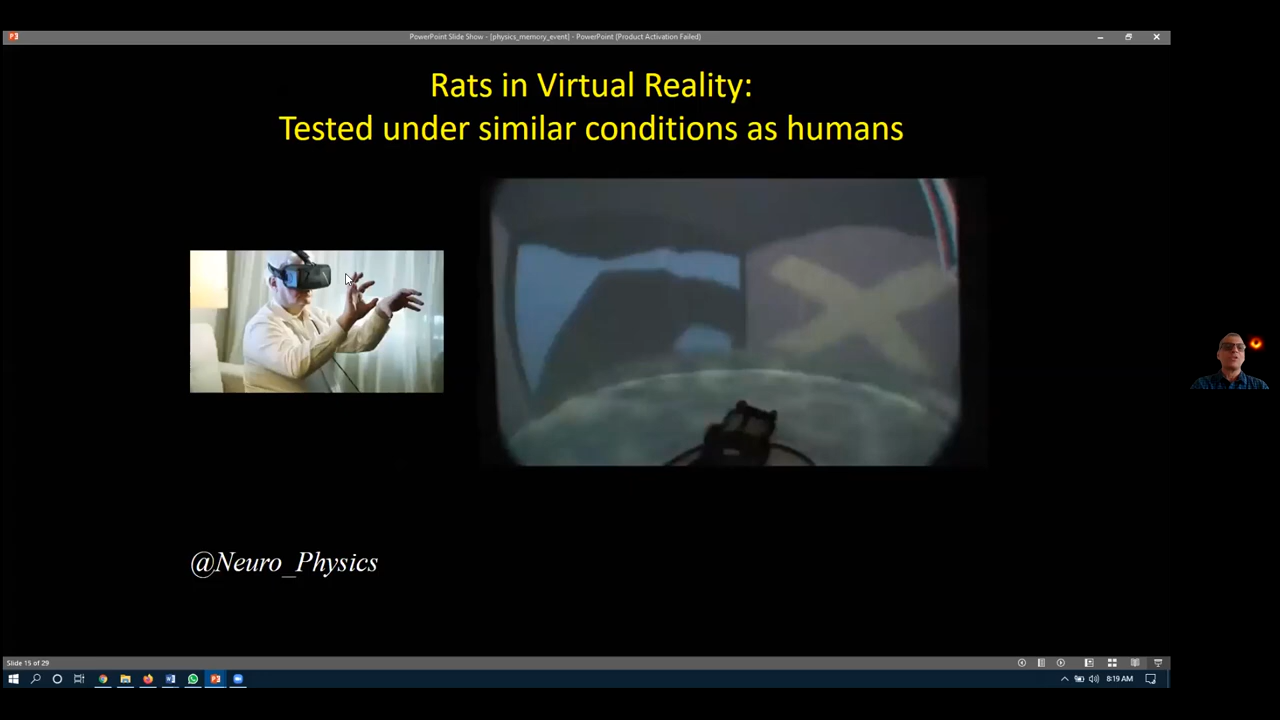 PowerPoint Slide Show - [physics_memory_event] - PowerPoint (Product Activation Failed)
Rats in Virtual Reality:
Tested under similar conditions as humans
@Neuro_Physics
Slide 15 of 29
8:19 AM